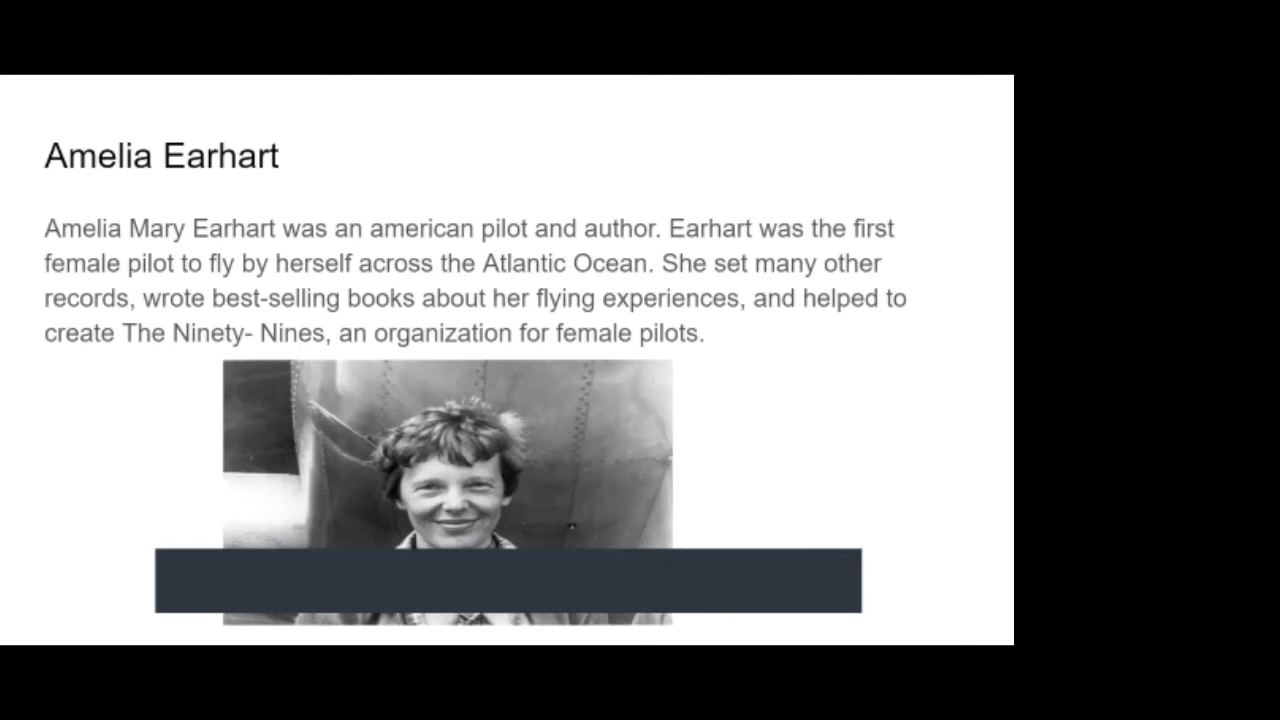 Amelia Earhart
Amelia Mary Earhart was an american pilot and author. Earhart was the first
female pilot to fly by herself across the Atlantic Ocean. She set many other
records, wrote best-selling books about her flying experiences, and helped to
create The Ninety- Nines, an organization for female pilots.